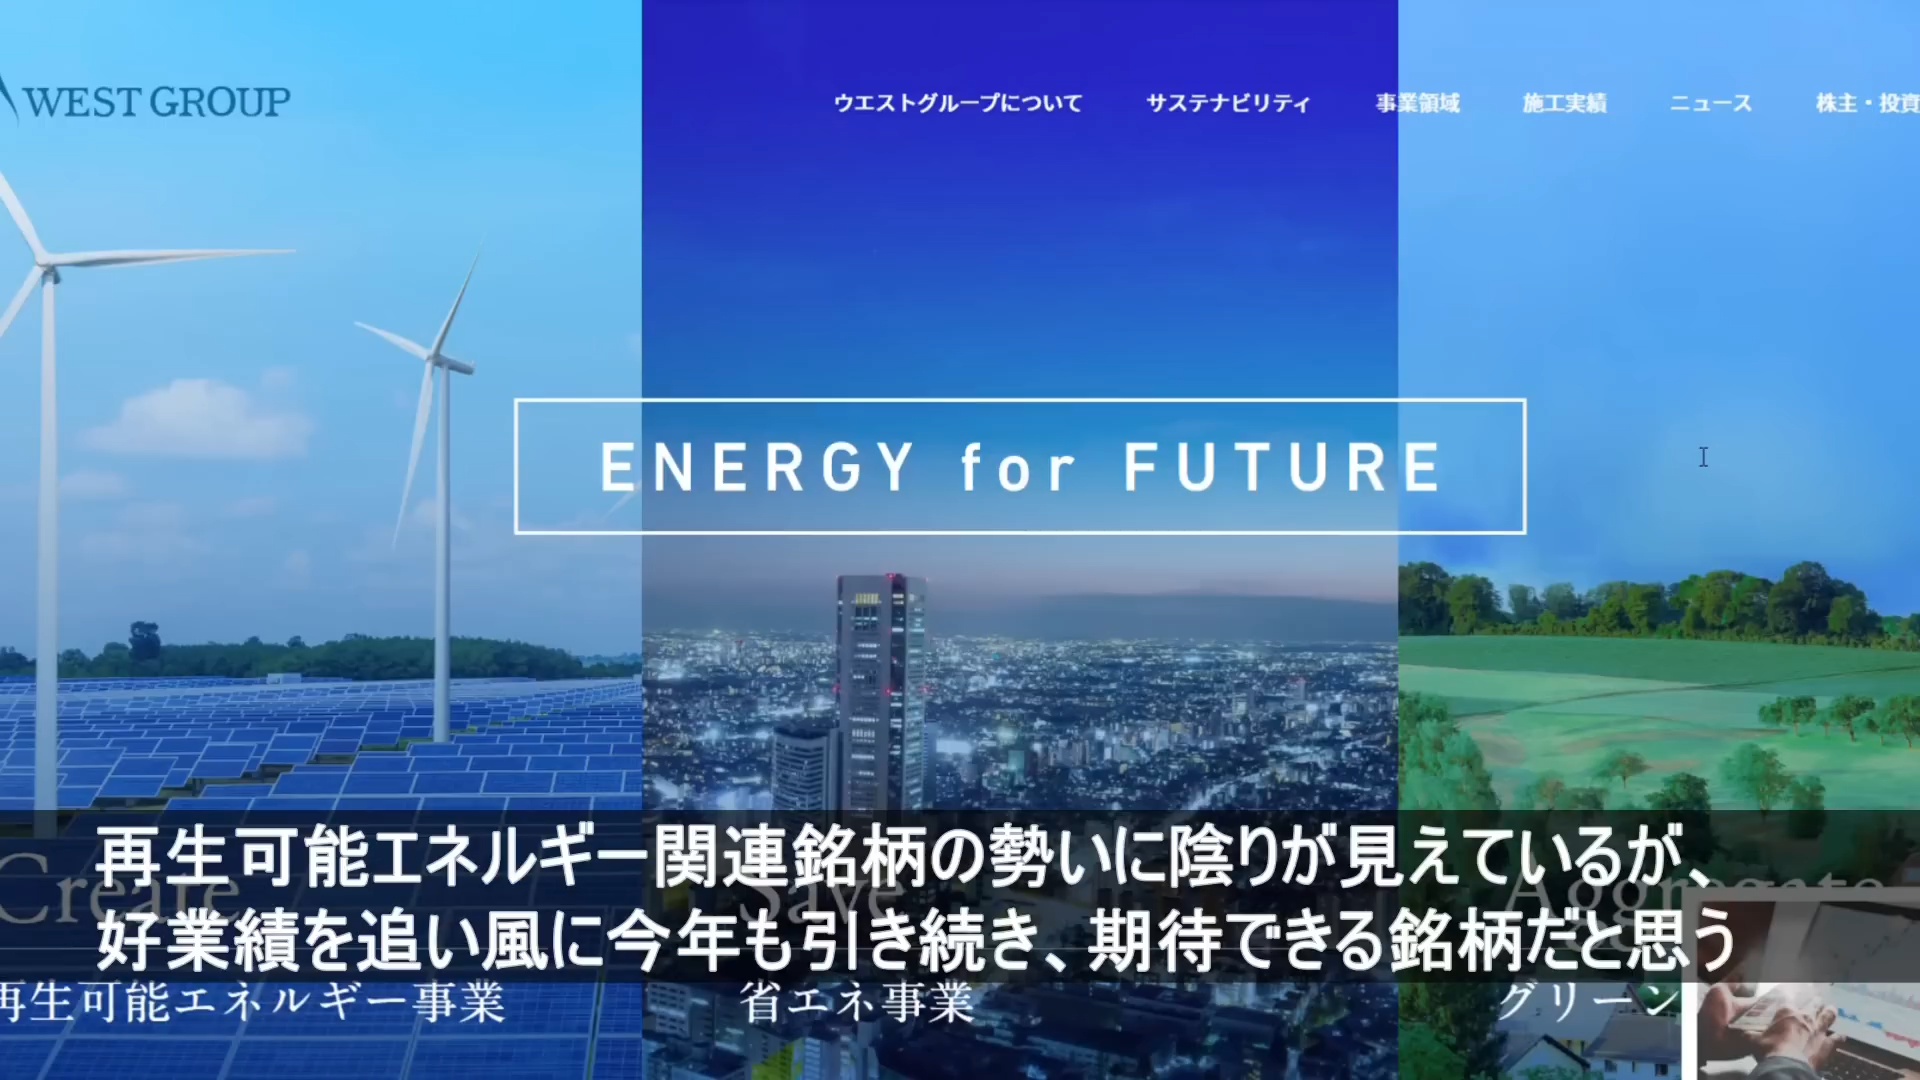 WEST GROUP
ウエストグループについて サステナビリティ 事業領域 施工実績 ニュース 株主・投資
ENERGY for FUTURE
再生可能エネルギー関連銘柄の勢いに陰りが見えているが、
好業績を追い風に今年も引き続き、期待できる銘柄だと思う
Create Save Aggregate
再生可能エネルギー事業 省エネ事業 グリーン